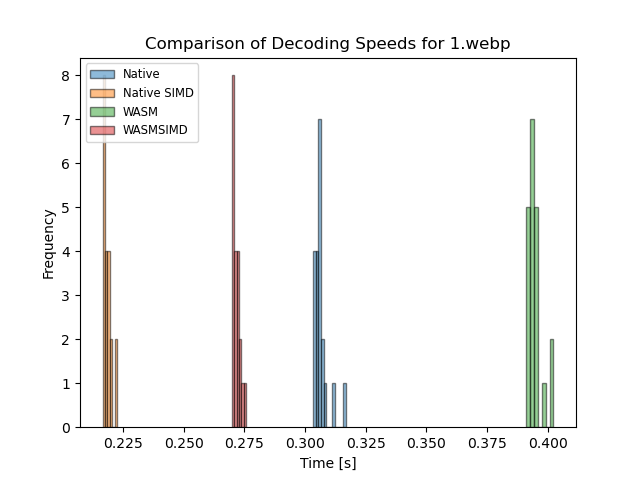 Comparison of Decoding Speeds for 1.webp
Native
Native SIMD
WASM
WASMSIMD
Frequency
8
7
6
5
4
3
2
1
0
0.225 0.250 0.275 0.300 0.325 0.350 0.375 0.400
Time [s]